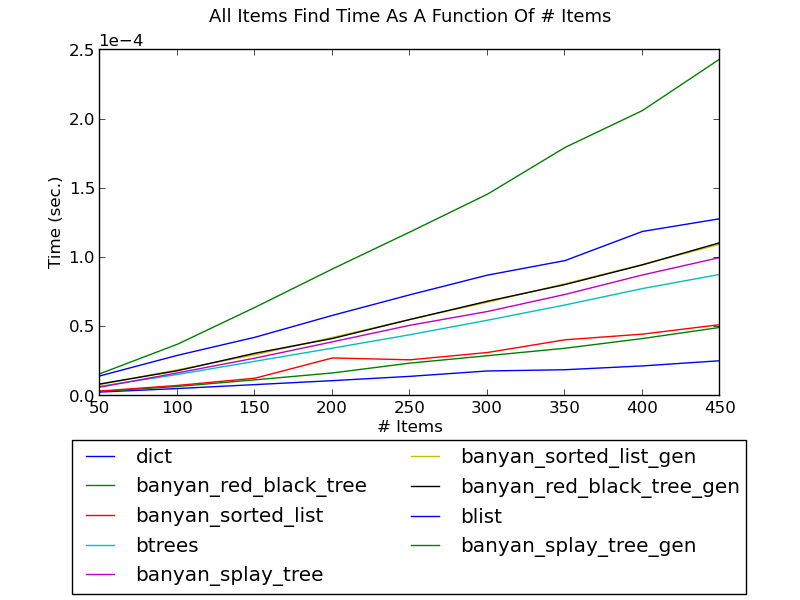 All Items Find Time As A Function Of # Items
1e−4
2.5
2.0
1.5
1.0
0.5
0.0
Time (sec.)
50 100 150 200 250 300 350 400 450
# Items
dict
banyan_red_black_tree
banyan_sorted_list
btrees
banyan_splay_tree
banyan_sorted_list_gen
banyan_red_black_tree_gen
blist
banyan_splay_tree_gen